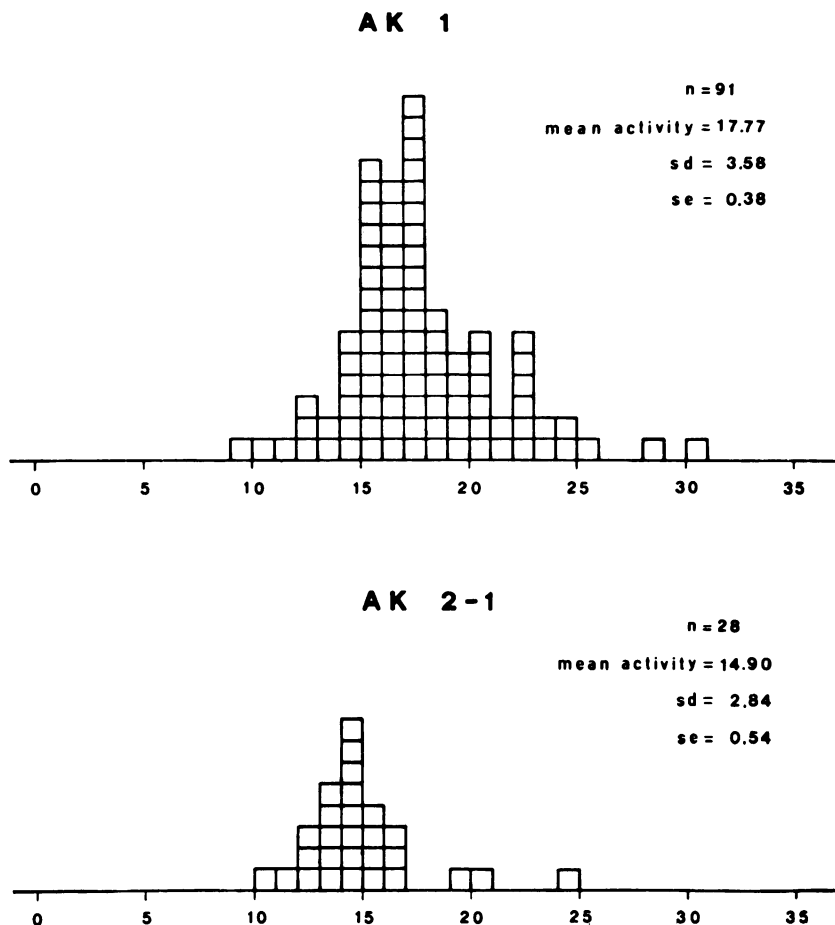 AK 1
n = 91
mean activity = 17.77
sd = 3.58
se = 0.38
0 5 10 15 20 25 30 35
AK 2-1
n = 28
mean activity = 14.90
sd = 2.84
se = 0.54
0 5 10 15 20 25 30 35